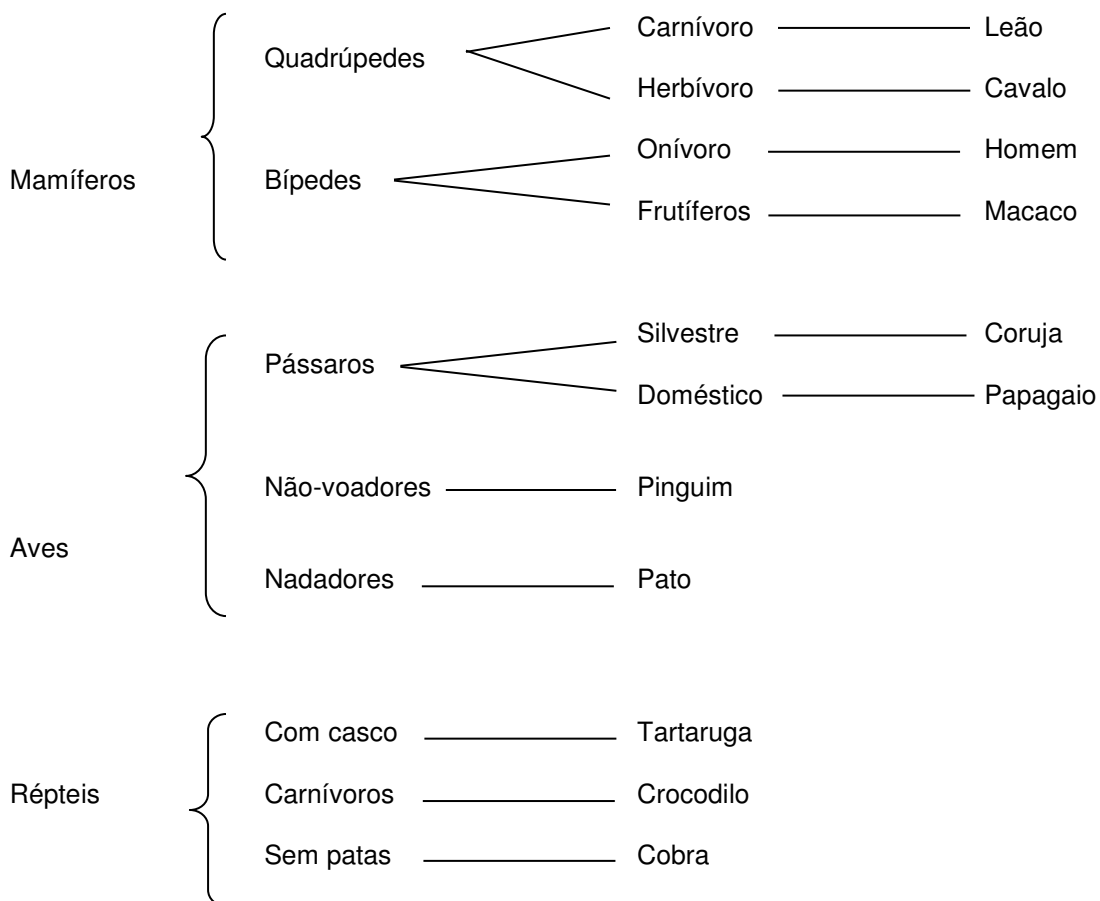 Carnívoro Leão
Quadrúpedes
Herbívoro Cavalo
Onívoro Homem
Mamíferos Bípedes
Frutíferos Macaco
Silvestre Coruja
Pássaros
Doméstico Papagaio
Não-voadores Pinguim
Aves
Nadadores Pato
Com casco Tartaruga
Répteis Carnívoros Crocodilo
Sem patas Cobra